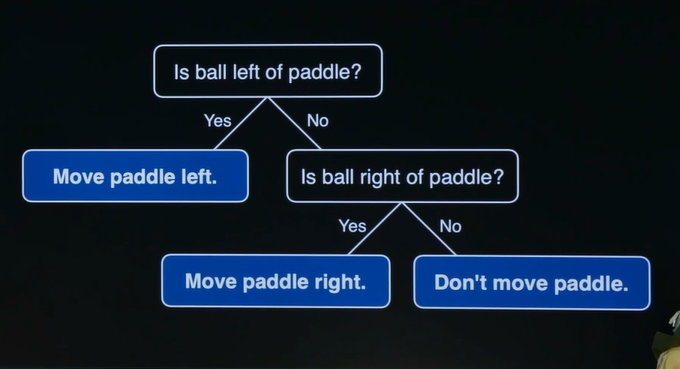 Is ball left of paddle?
Yes
No
Move paddle left.
Is ball right of paddle?
Yes
No
Move paddle right.
Don't move paddle.